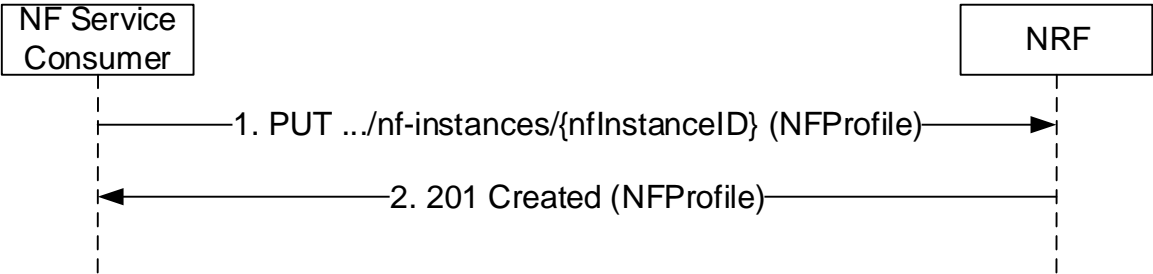 NF Service
Consumer
NRF
1. PUT .../nf-instances/{nfInstanceID} (NFProfile)
2. 201 Created (NFProfile)